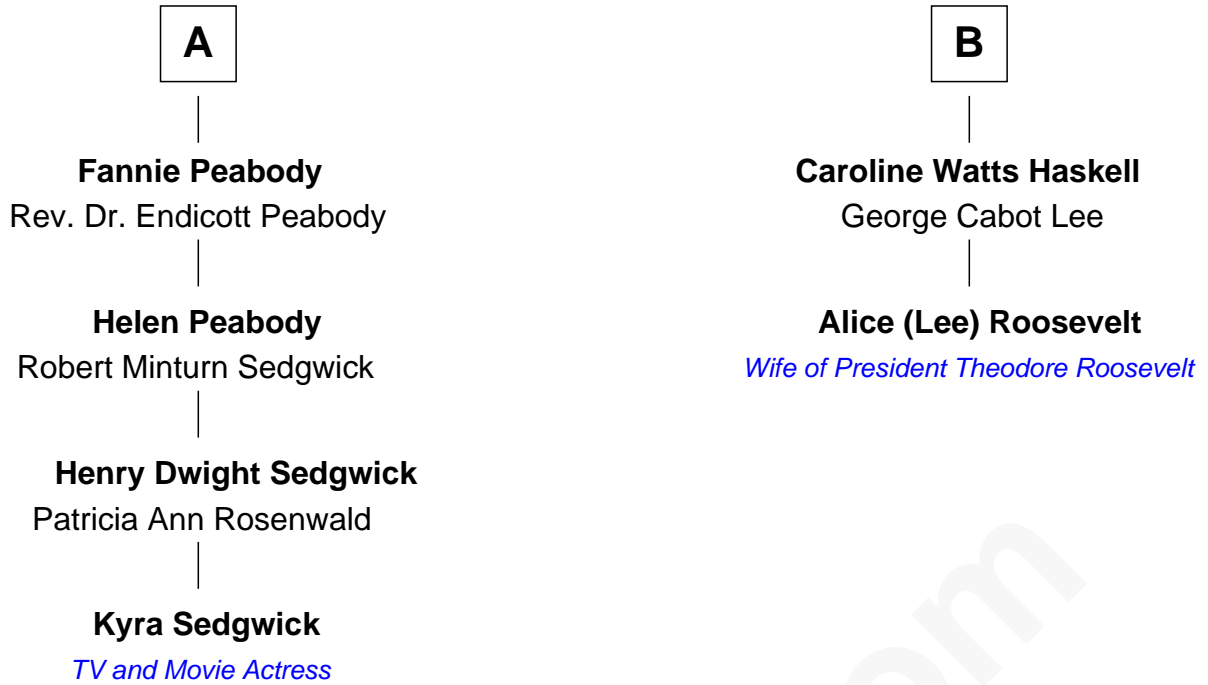 A
Fannie Peabody
Rev. Dr. Endicott Peabody
Helen Peabody
Robert Minturn Sedgwick
Henry Dwight Sedgwick
Patricia Ann Rosenwald
Kyra Sedgwick
TV and Movie Actress
B
Caroline Watts Haskell
George Cabot Lee
Alice (Lee) Roosevelt
Wife of President Theodore Roosevelt
om